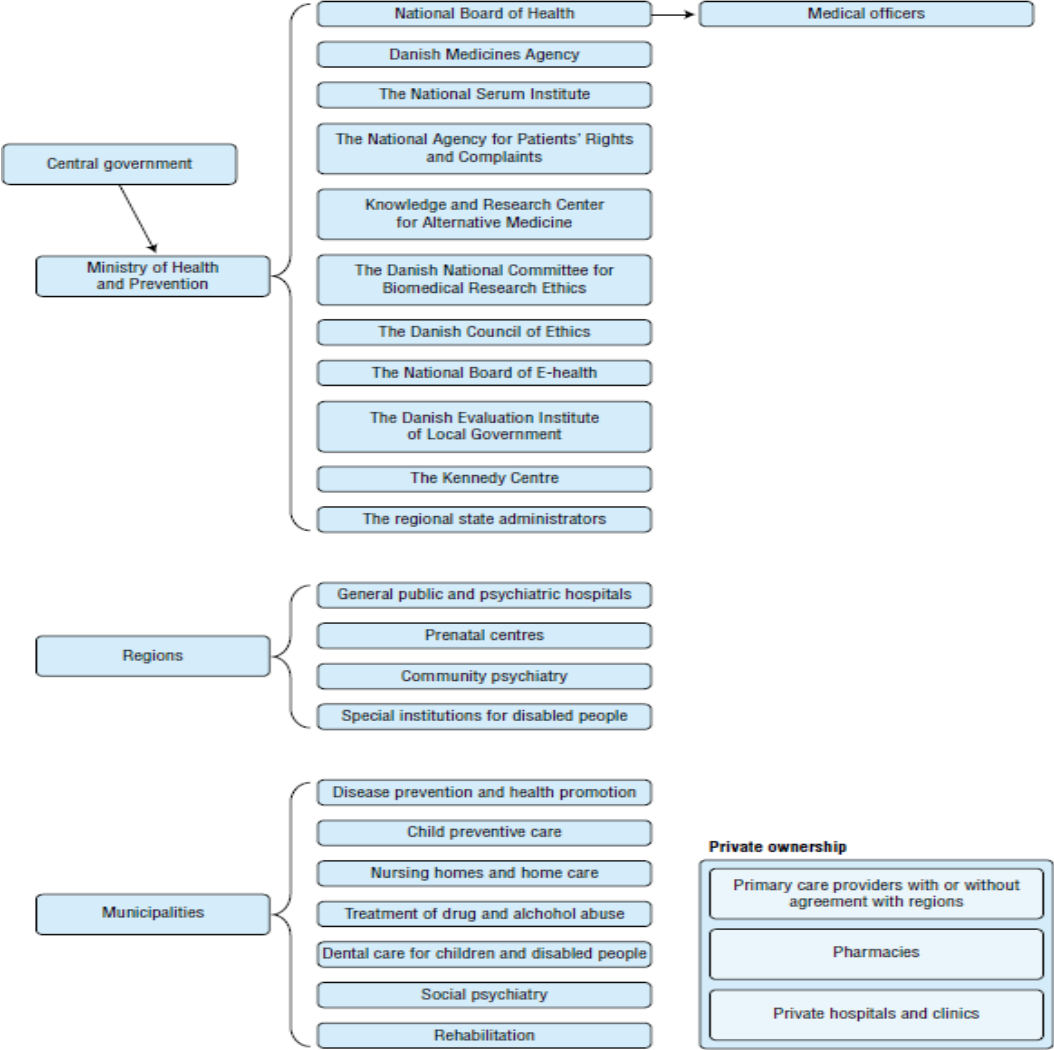 National Board of Health
Medical officers
Danish Medicines Agency
The National Serum Institute
The National Agency for Patients' Rights
and Complaints
Central government
Knowledge and Research Center
for Alternative Medicine
Ministry of Health
and Prevention
The Danish National Committee for
Biomedical Research Ethics
The Danish Council of Ethics
The National Board of E-health
The Danish Evaluation Institute
of Local Government
The Kennedy Centre
The regional state administrators
Regions
General public and psychiatric hospitals
Prenatal centres
Community psychiatry
Special institutions for disabled people
Municipalities
Disease prevention and health promotion
Child preventive care
Nursing homes and home care
Treatment of drug and alchohol abuse
Dental care for children and disabled people
Social psychiatry
Rehabilitation
Private ownership
Primary care providers with or without
agreement with regions
Pharmacies
Private hospitals and clinics